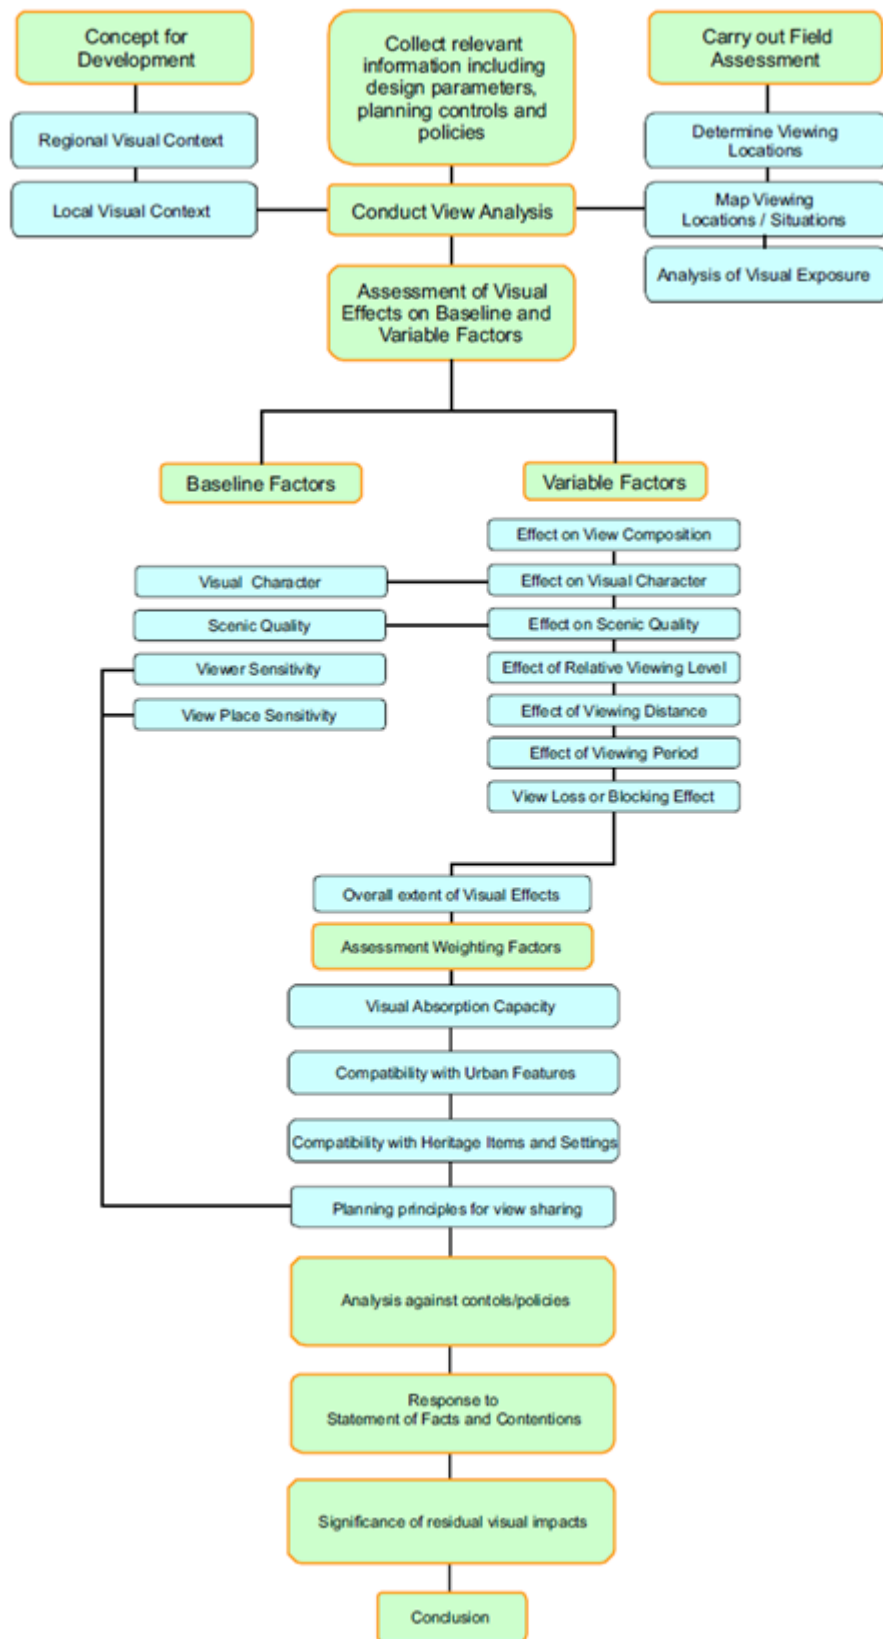 Concept for
Development
Collect relevant
information including
design parameters,
planning controls and
policies
Carry out Field
Assessment
Regional Visual Context
Determine Viewing
Locations
Local Visual Context
Conduct View Analysis
Map Viewing
Locations / Situations
Analysis of Visual Exposure
Assessment of Visual
Effects on Baseline and
Variable Factors
Baseline Factors
Variable Factors
Effect on View Composition
Visual Character
Effect on Visual Character
Scenic Quality
Effect on Scenic Quality
Viewer Sensitivity
Effect of Relative Viewing Level
View Place Sensitivity
Effect of Viewing Distance
Effect of Viewing Period
View Loss or Blocking Effect
Overall extent of Visual Effects
Assessment Weighting Factors
Visual Absorption Capacity
Compatibility with Urban Features
Compatibility with Heritage Items and Settings
Planning principles for view sharing
Analysis against contols/policies
Response to
Statement of Facts and Contentions
Significance of residual visual impacts
Conclusion